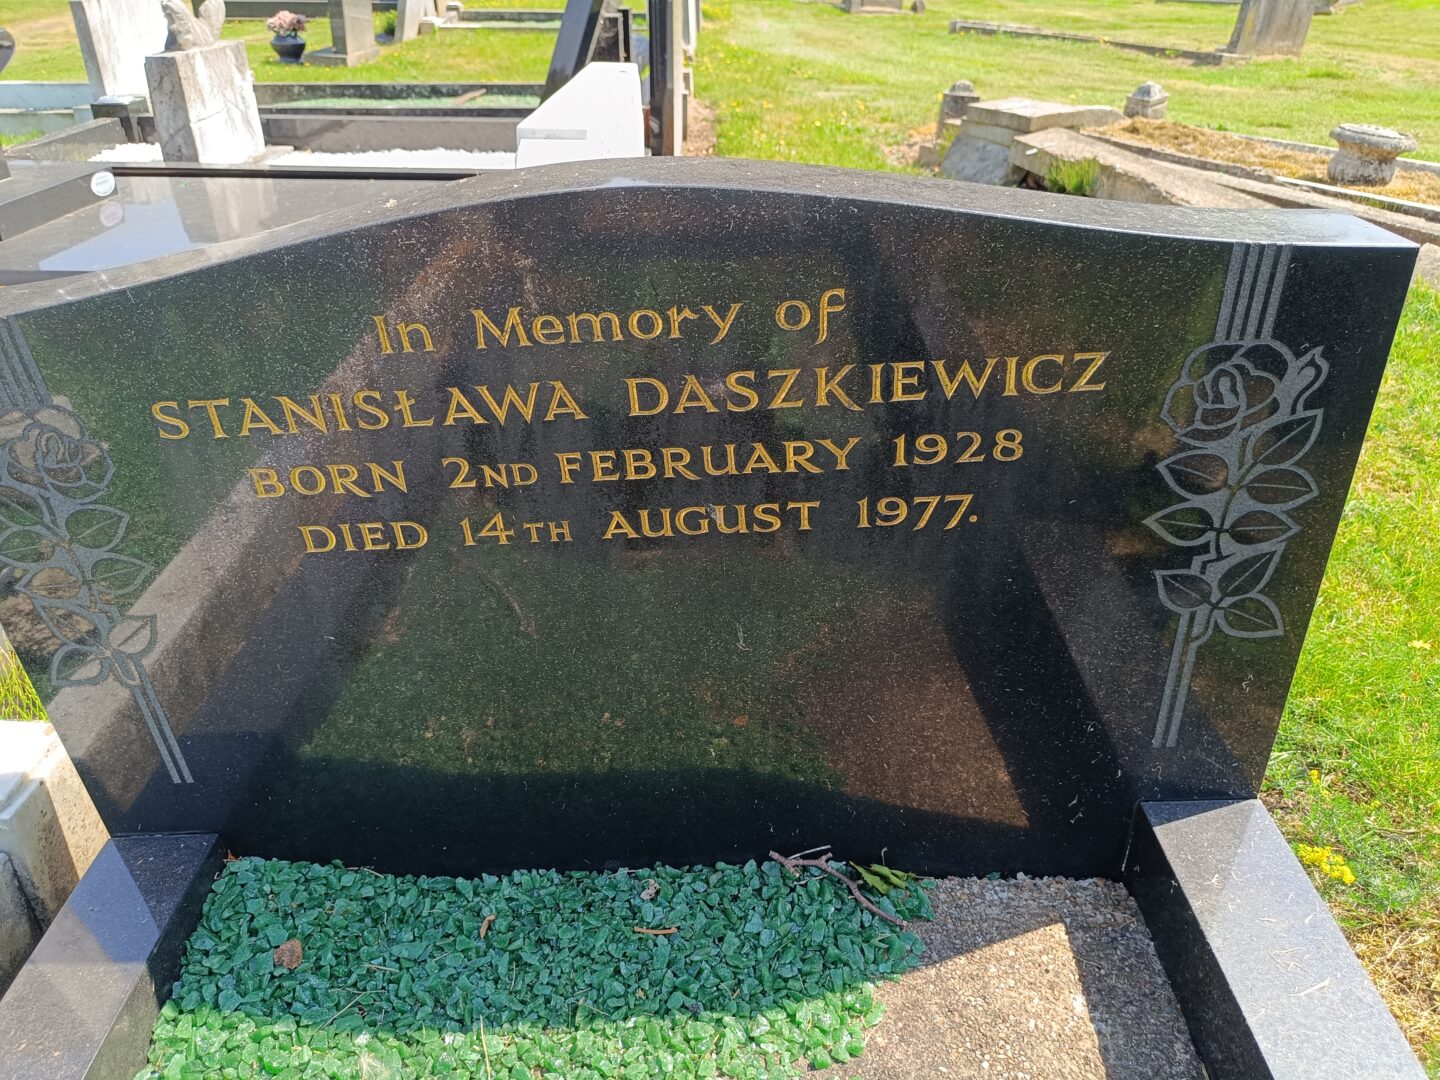 In Memory of
STANISŁAWA DASZKIEWICZ
BORN 2ND FEBRUARY 1928
DIED 14TH AUGUST 1977.